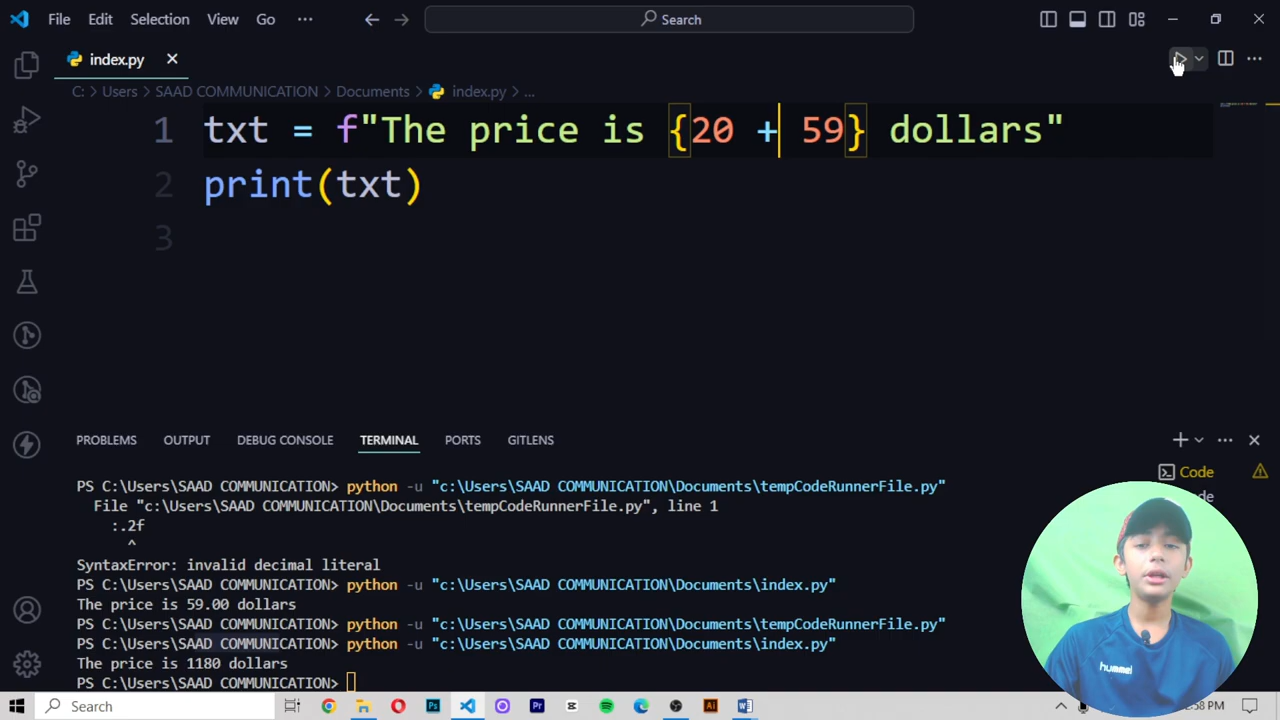 File Edit Selection View Go ··· Search
index.py
C: > Users > SAAD COMMUNICATION > Documents > index.py > ...
1 txt = f"The price is {20 + 59} dollars"
2 print(txt)
3
PROBLEMS OUTPUT DEBUG CONSOLE TERMINAL PORTS GITLENS
PS C:\Users\SAAD COMMUNICATION> python -u "c:\Users\SAAD COMMUNICATION\Documents\tempCodeRunnerFile.py"
File "c:\Users\SAAD COMMUNICATION\Documents\tempCodeRunnerFile.py", line 1
:.2f
^
SyntaxError: invalid decimal literal
PS C:\Users\SAAD COMMUNICATION> python -u "c:\Users\SAAD COMMUNICATION\Documents\index.py"
The price is 59.00 dollars
PS C:\Users\SAAD COMMUNICATION> python -u "c:\Users\SAAD COMMUNICATION\Documents\tempCodeRunnerFile.py"
PS C:\Users\SAAD COMMUNICATION> python -u "c:\Users\SAAD COMMUNICATION\Documents\index.py"
The price is 1180 dollars
PS C:\Users\SAAD COMMUNICATION>
Code
hummel
Search